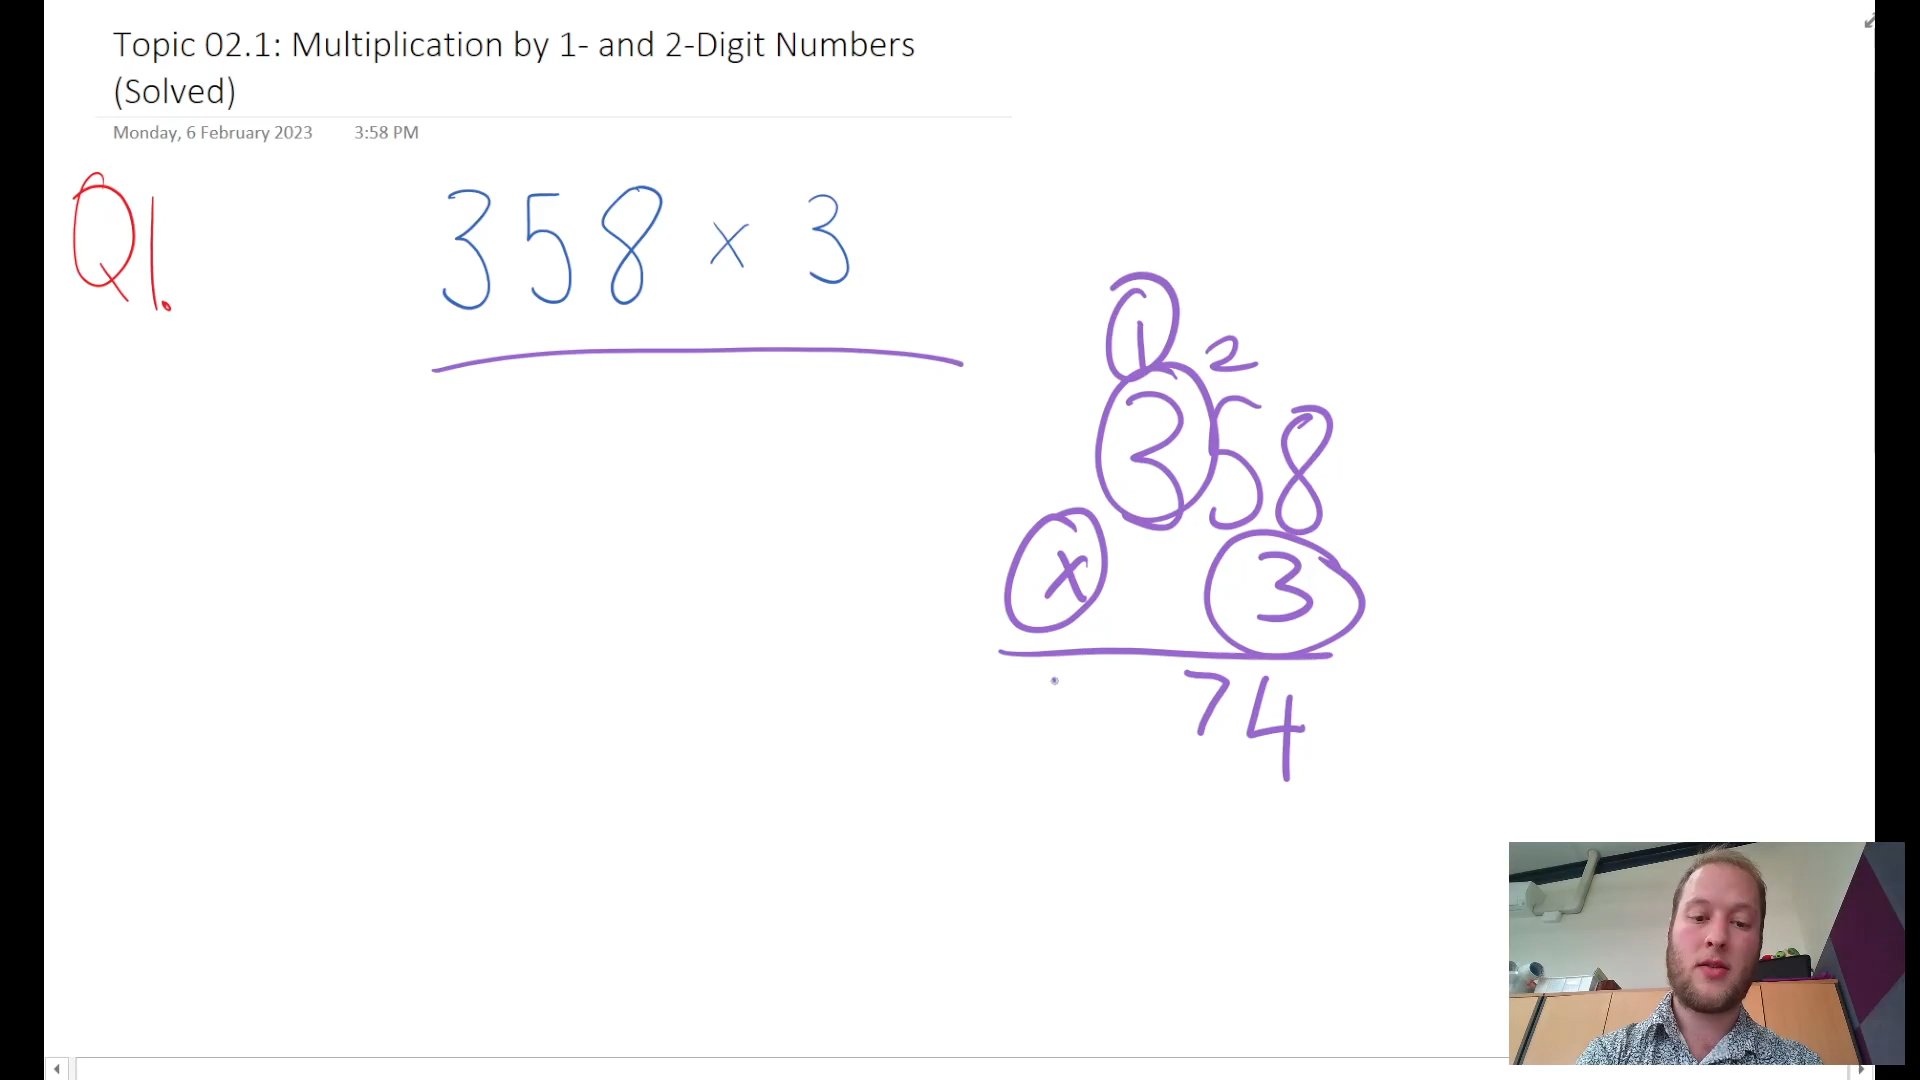 Topic 02.1: Multiplication by 1- and 2-Digit Numbers
(Solved)
Monday, 6 February 2023 3:58 PM
Q1. 358 x 3
1 2
358
x 3
74